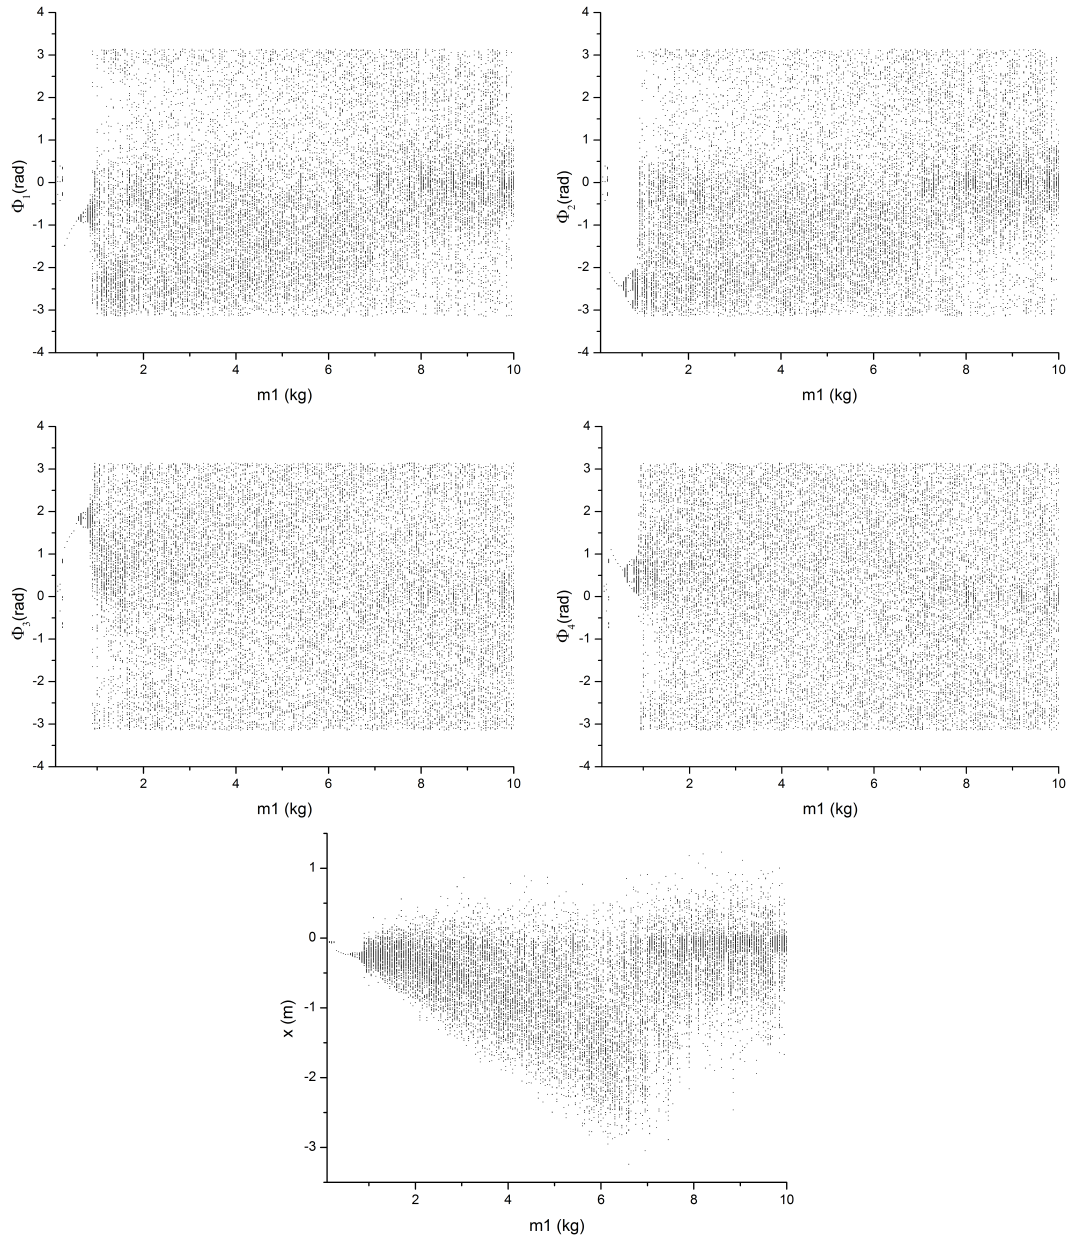 4 4
3 3
2 2
1 1
0 0
-1 -1
-2 -2
-3 -3
-4 -4
Φ1(rad) Φ2(rad)
2 4 6 8 10 2 4 6 8 10
m1 (kg) m1 (kg)
4 4
3 3
2 2
1 1
0 0
-1 -1
-2 -2
-3 -3
-4 -4
Φ3(rad) Φ4(rad)
2 4 6 8 10 2 4 6 8 10
m1 (kg) m1 (kg)
1
0
-1
-2
-3
x (m)
2 4 6 8 10
m1 (kg)